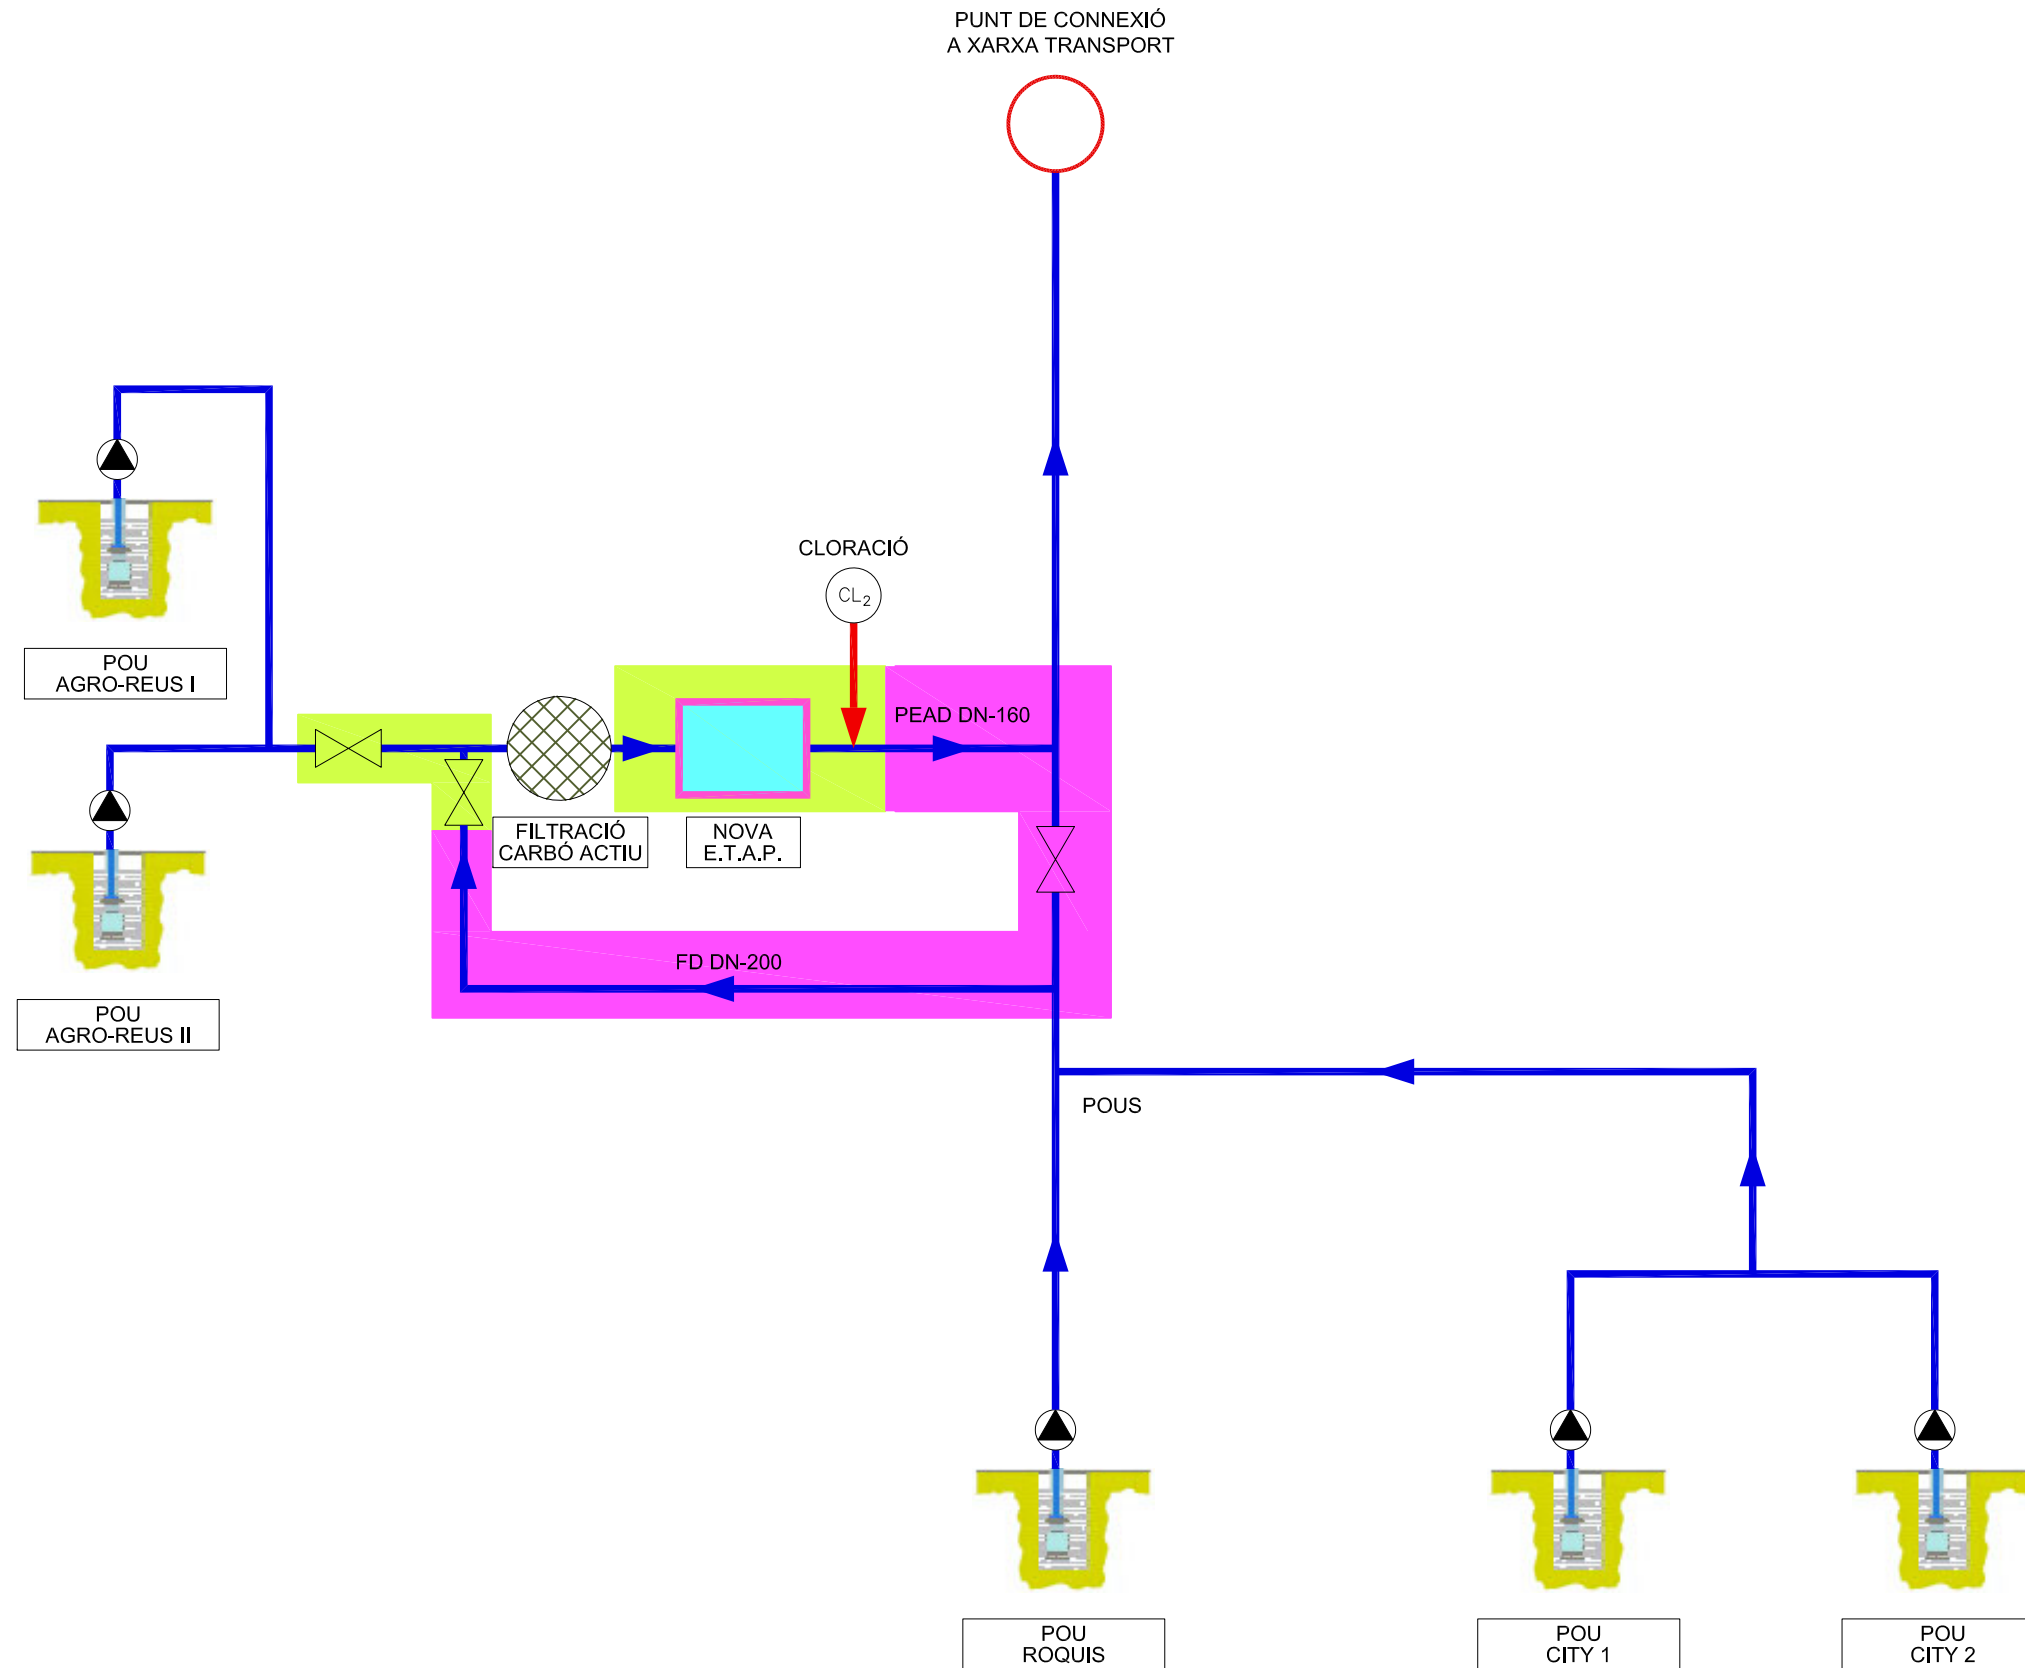 PUNT DE CONNEXIÓ
A XARXA TRANSPORT
CLORACIÓ
CL₂
POU
AGRO-REUS I
PEAD DN-160
FILTRACIÓ
CARBÓ ACTIU
NOVA
E.T.A.P.
FD DN-200
POU
AGRO-REUS II
POUS
POU
ROQUIS
POU
CITY 1
POU
CITY 2